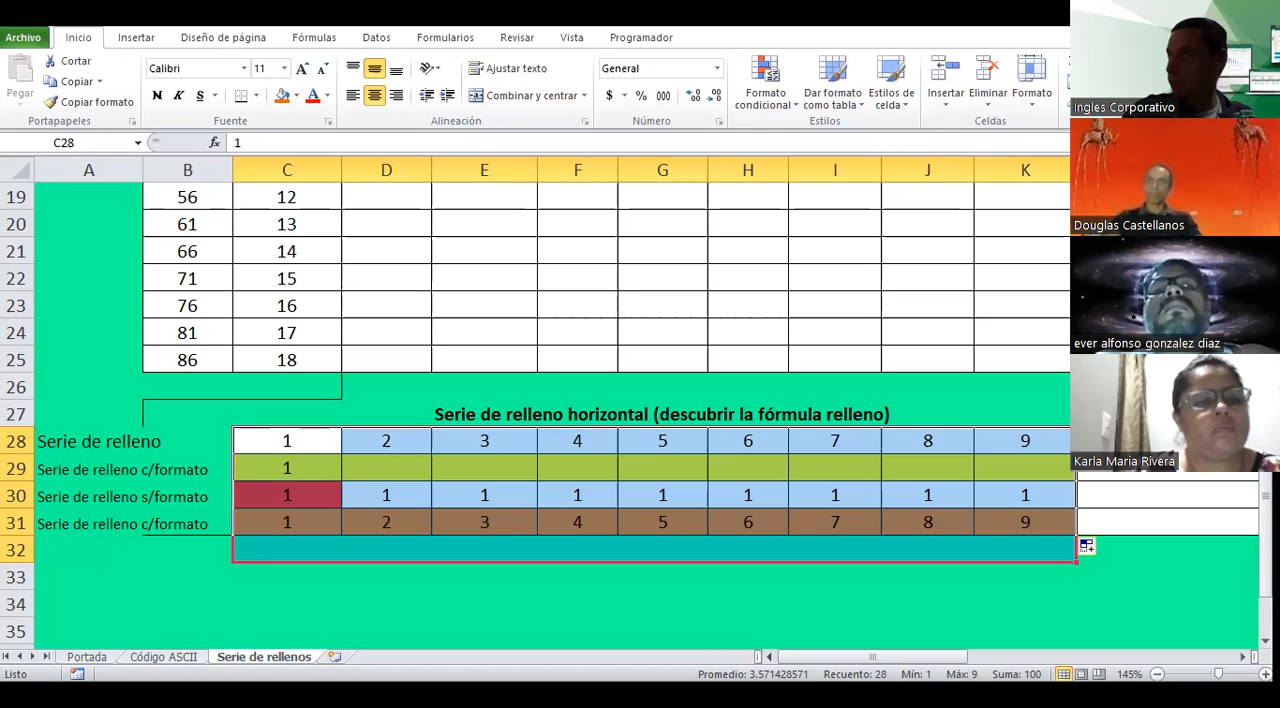 Archivo Inicio Insertar Diseño de página Fórmulas Datos Formularios Revisar Vista Programador
Pegar Cortar Copiar Copiar formato Portapapeles
Calibri 11 N K S A A A Fuente
Ajustar texto Combinar y centrar Alineación
General $ % 000 Número
Formato condicional Dar formato como tabla Estilos de celda Estilos
Insertar Eliminar Formato Celdas
C28 fx 1
A B C D E F G H I J K
19 56 12
20 61 13
21 66 14
22 71 15
23 76 16
24 81 17
25 86 18
26
27 Serie de relleno horizontal (descubrir la fórmula relleno)
28 Serie de relleno 1 2 3 4 5 6 7 8 9
29 Serie de relleno c/formato 1
30 Serie de relleno s/formato 1 1 1 1 1 1 1 1 1
31 Serie de relleno c/formato 1 2 3 4 5 6 7 8 9
32
33
34
35
Portada Código ASCII Serie de rellenos
Listo Promedio: 3.571428571 Recuento: 28 Mín: 1 Máx: 9 Suma: 100 145%
Ingles Corporativo
Douglas Castellanos
ever alfonso gonzalez diaz
Karla Maria Rivera